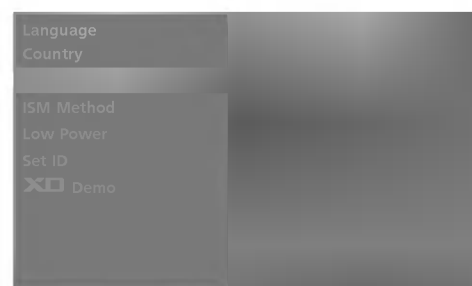 Language
Country
ISM Method
Low Power
Set ID
XD Demo